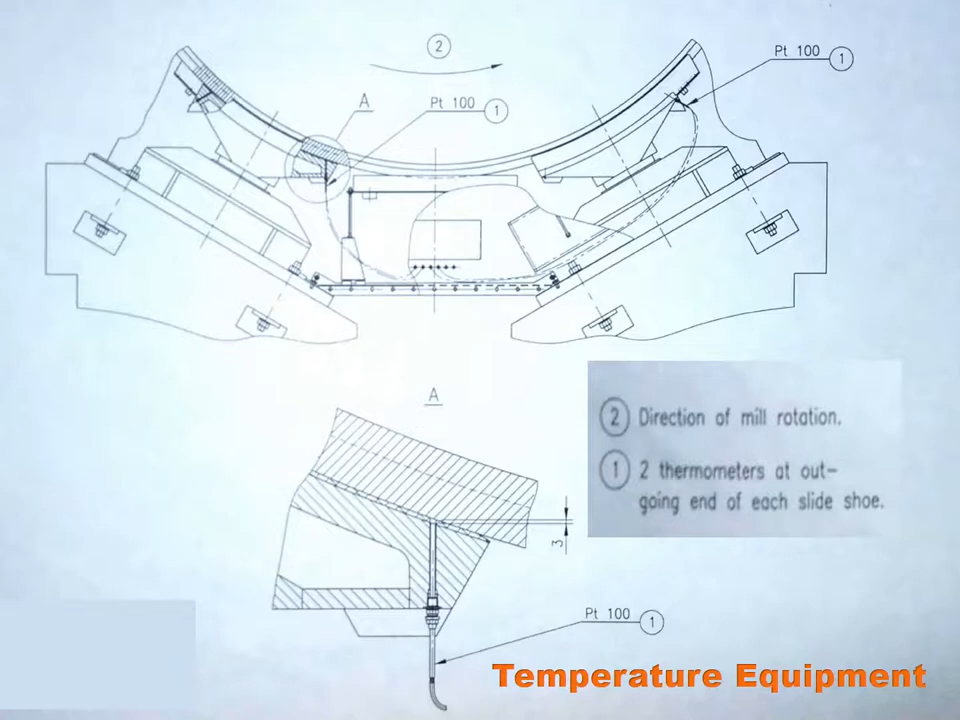 2
Pt 100 1
A
Pt 100 1
A
2 Direction of mill rotation.
1 2 thermometers at out-
going end of each slide shoe.
3
Pt 100 1
Temperature Equipment